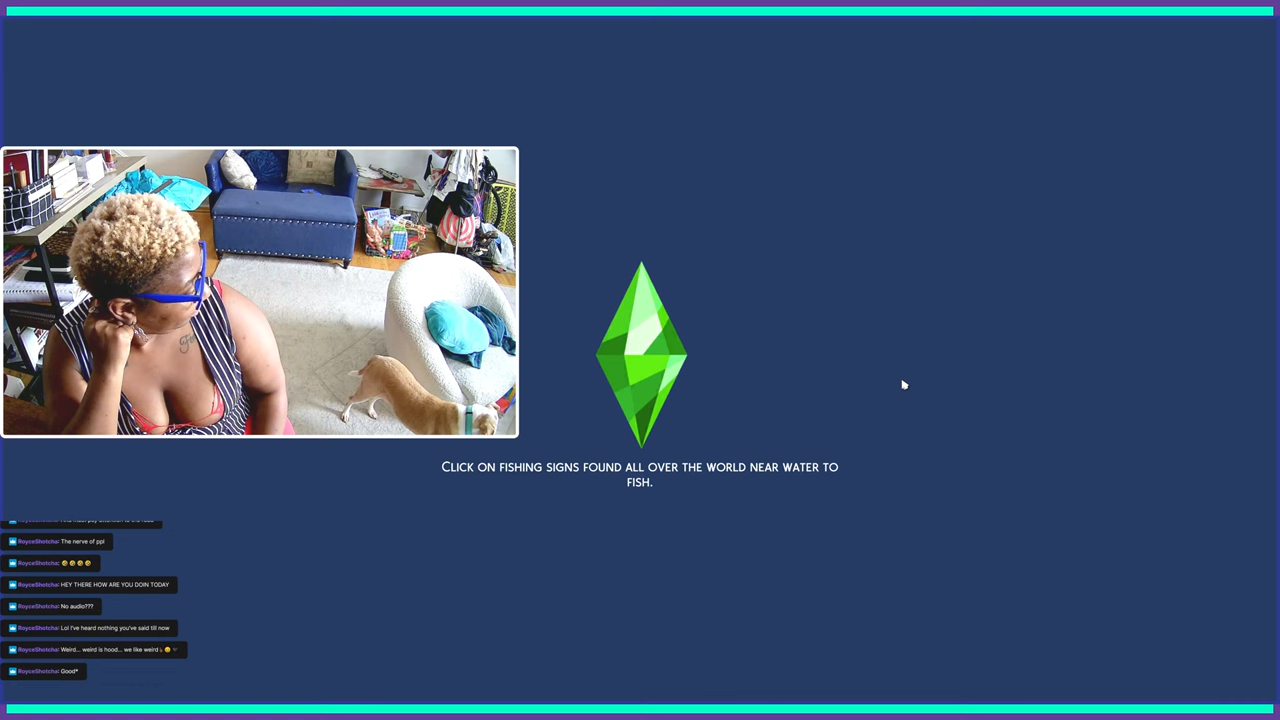 CLICK ON FISHING SIGNS FOUND ALL OVER THE WORLD NEAR WATER TO
FISH.
RoyceShotcha: The nerve of ppl
RoyceShotcha: 🤣🤣🤣🤣
RoyceShotcha: HEY THERE HOW ARE YOU DOIN TODAY
RoyceShotcha: No audio???
RoyceShotcha: Lol I've heard nothing you've said till now
RoyceShotcha: Weird... weird is hood... we like weird
RoyceShotcha: Good*